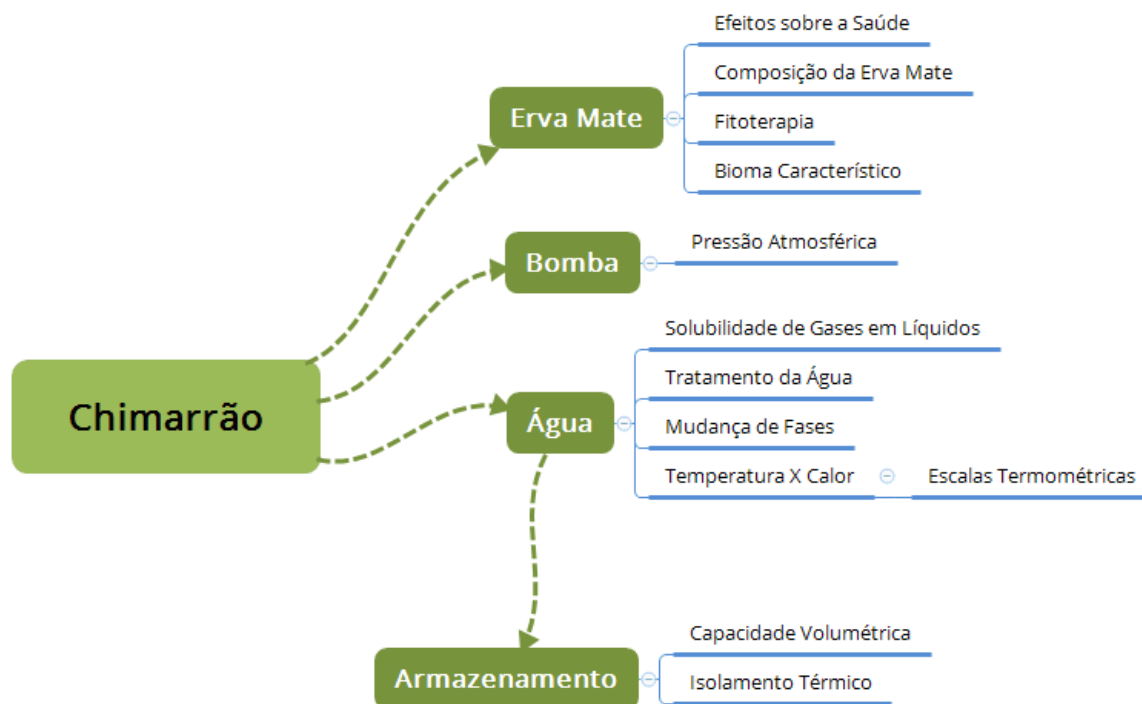 Chimarrão
Erva Mate
Efeitos sobre a Saúde
Composição da Erva Mate
Fitoterapia
Bioma Característico
Bomba
Pressão Atmosférica
Água
Solubilidade de Gases em Líquidos
Tratamento da Água
Mudança de Fases
Temperatura X Calor
Escalas Termométricas
Armazenamento
Capacidade Volumétrica
Isolamento Térmico